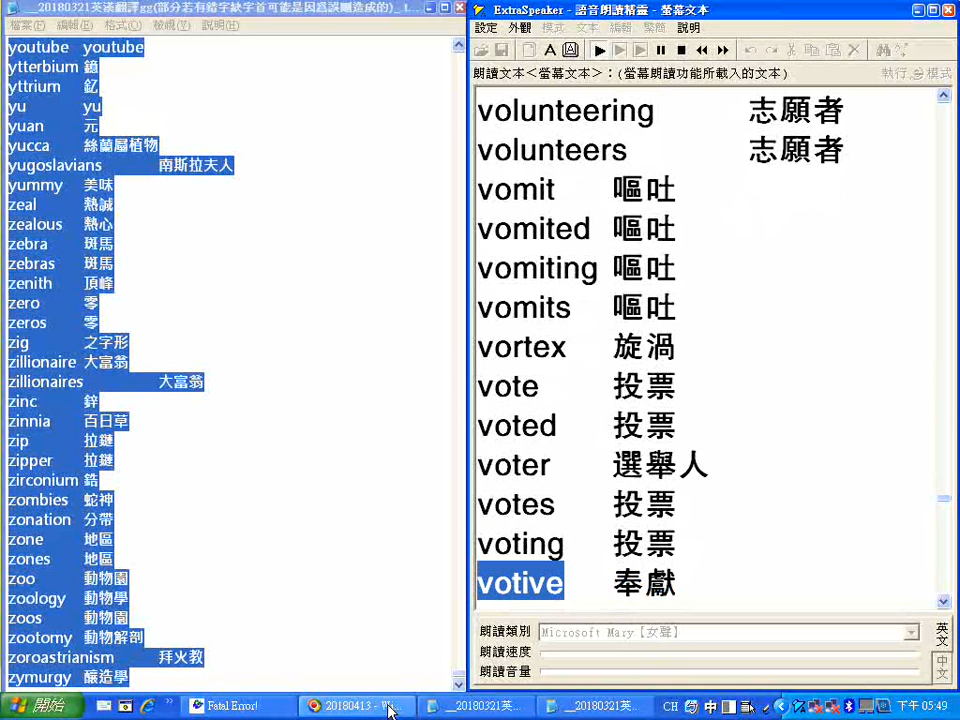 __20180321英漢翻譯gg(部分若有錯字缺字首可能是因爲誤刪造成的)_
檔案(F) 編輯(E) 格式(O) 檢視(V) 說明(H)
youtube youtube
ytterbium 鐿
yttrium 釔
yu yu
yuan 元
yucca 絲蘭屬植物
yugoslavians 南斯拉夫人
yummy 美味
zeal 熱誠
zealous 熱心
zebra 斑馬
zebras 斑馬
zenith 頂峰
zero 零
zeros 零
zig 之字形
zillionaire 大富翁
zillionaires 大富翁
zinc 鋅
zinnia 百日草
zip 拉鏈
zipper 拉鏈
zirconium 鋯
zombies 蛇神
zonation 分帶
zone 地區
zones 地區
zoo 動物園
zoology 動物學
zoos 動物園
zootomy 動物解剖
zoroastrianism 拜火教
zymurgy 釀造學
ExtraSpeaker - 語音朗讀精靈 - 螢幕文本
設定 外觀 模式 文本 編輯 繁簡 說明
朗讀文本<螢幕文本>：(螢幕朗讀功能所載入的文本) 執行 模式
volunteering 志願者
volunteers 志願者
vomit 嘔吐
vomited 嘔吐
vomiting 嘔吐
vomits 嘔吐
vortex 旋渦
vote 投票
voted 投票
voter 選舉人
votes 投票
voting 投票
votive 奉獻
朗讀類別 Microsoft Mary【女聲】
朗讀速度
朗讀音量
英文
中文
開始 Fatal Error! 20180413 - Wi... __20180321英... __20180321英... CH 中 下午 05:49